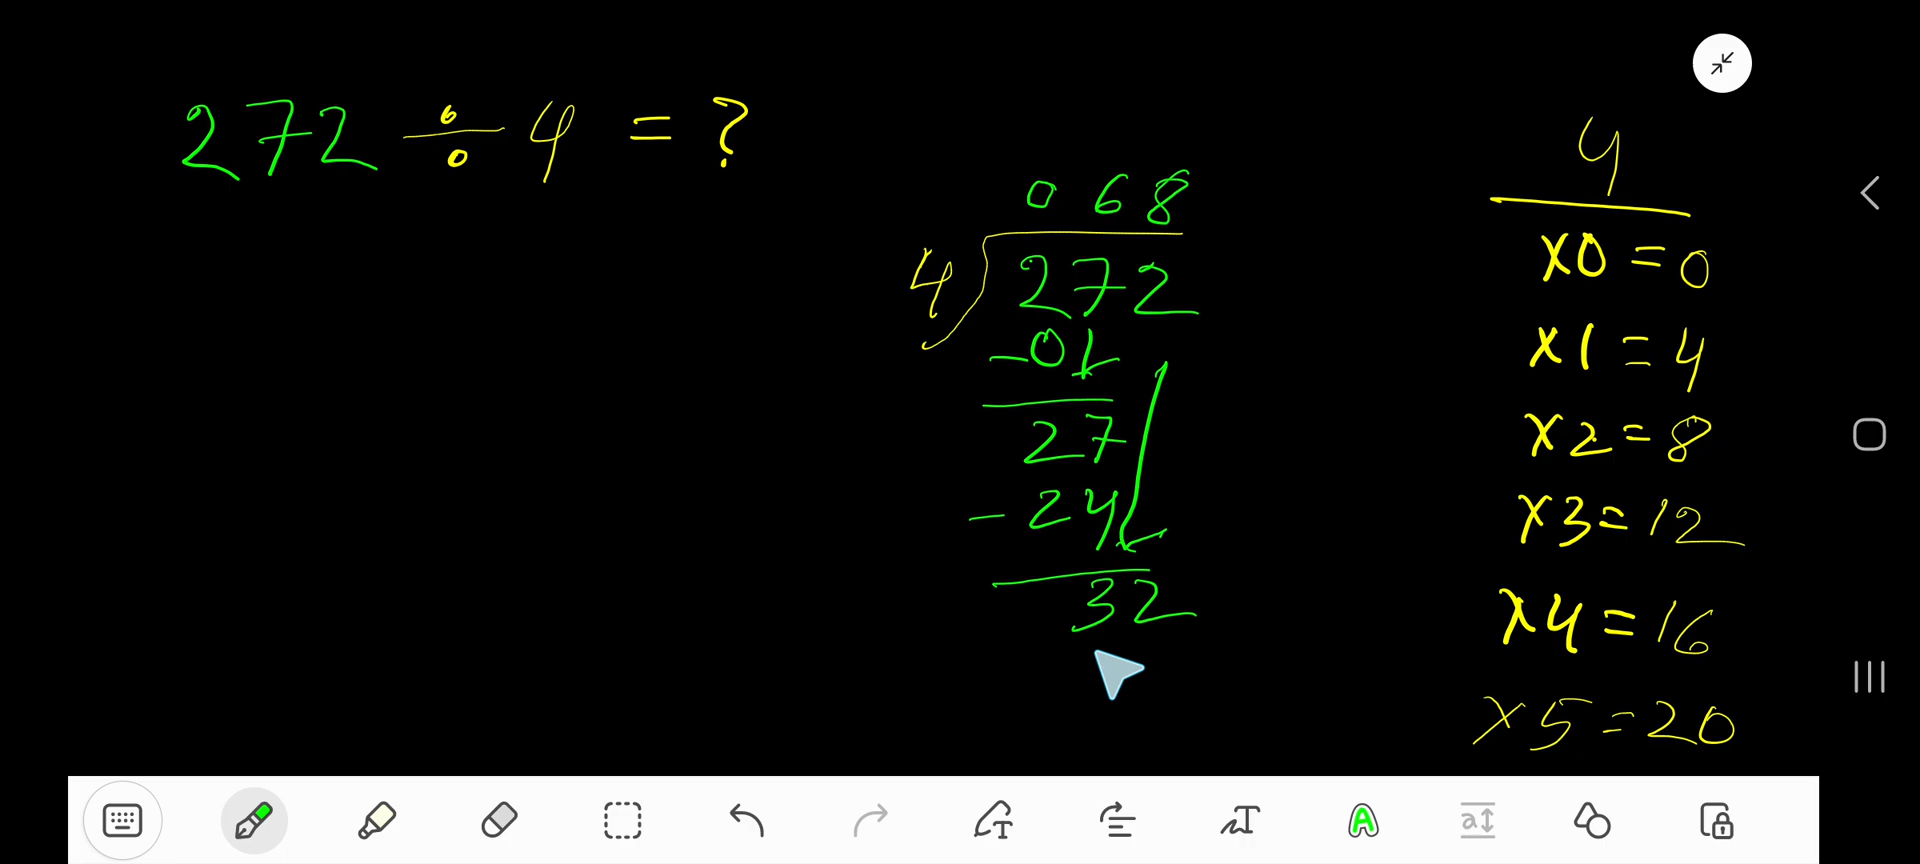 272 ÷ 4 = ?
068
4 272
-0
27
-24
32
4
x0 = 0
x1 = 4
x2 = 8
x3 = 12
x4 = 16
x5 = 20
T T A a